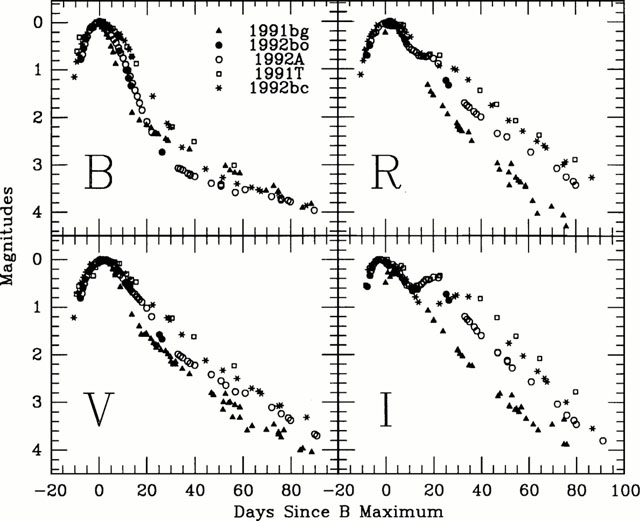 0
1
2
3
4
B
1991bg
1992bo
1992A
1991T
1992bc
R
0
1
2
3
4
V
I
Magnitudes
-20 0 20 40 60 80 -20 0 20 40 60 80 100
Days Since B Maximum